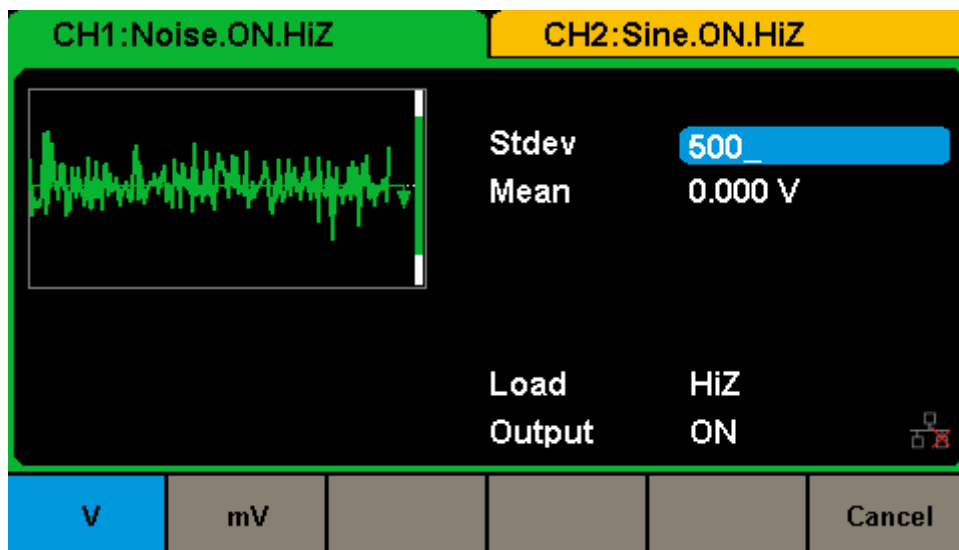 CH1:Noise.ON.HiZ CH2:Sine.ON.HiZ
Stdev 500_
Mean 0.000 V
Load HiZ
Output ON
V mV Cancel